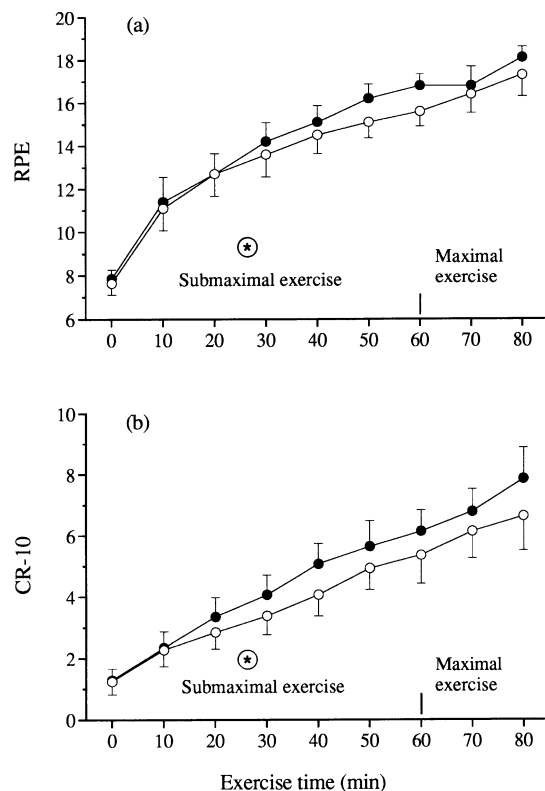 (a)
20
18
16
14
12
10
8
6
RPE
*
Submaximal exercise
Maximal
exercise
0 10 20 30 40 50 60 70 80
(b)
10
8
6
4
2
0
CR-10
*
Submaximal exercise
Maximal
exercise
0 10 20 30 40 50 60 70 80
Exercise time (min)